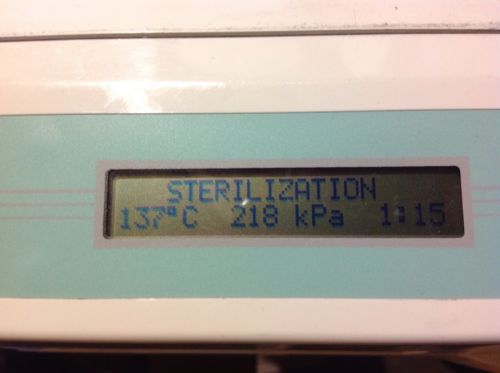 STERILIZATION
137°C 218 kPa 1:15